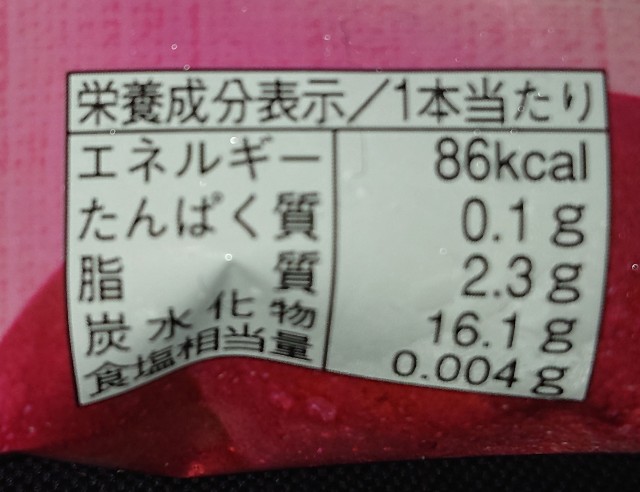 栄養成分表示/1本当たり
エネルギー 86kcal
たんぱく質 0.1g
脂質 2.3g
炭水化物 16.1g
食塩相当量 0.004g